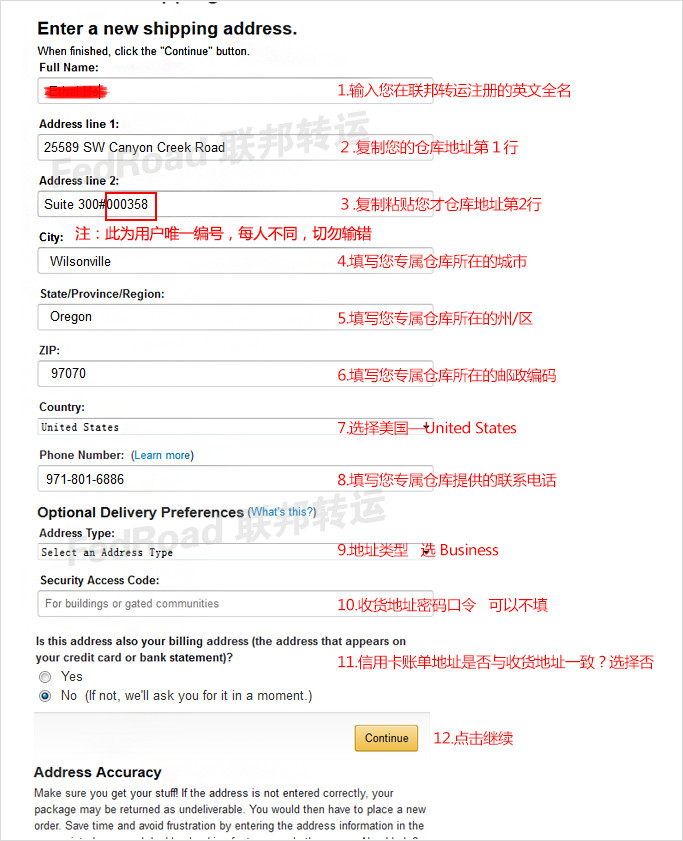 Enter a new shipping address.
When finished, click the "Continue" button.
Full Name:
1.输入您在联邦转运注册的英文全名
Address line 1:
25589 SW Canyon Creek Road
2 .复制您的仓库地址第１行
FedRoad 联邦转运
Address line 2:
Suite 300#000358
3 .复制粘贴您才仓库地址第2行
City: 注：此为用户唯一编号，每人不同，切勿输错
Wilsonville
4.填写您专属仓库所在的城市
State/Province/Region:
Oregon
5.填写您专属仓库所在的州/区
ZIP:
97070
6.填写您专属仓库所在的邮政编码
Country:
United States
7.选择美国—United States
Phone Number: (Learn more)
971-801-6886
8.填写您专属仓库提供的联系电话
Optional Delivery Preferences (What's this?)
FedRoad 联邦转运
Address Type:
Select an Address Type
9.地址类型 选 Business
Security Access Code:
For buildings or gated communities
10.收货地址密码口令 可以不填
Is this address also your billing address (the address that appears on
your credit card or bank statement)?
11.信用卡账单地址是否与收货地址一致？选择否
Yes
No (If not, we'll ask you for it in a moment.)
Continue
12.点击继续
Address Accuracy
Make sure you get your stuff! If the address is not entered correctly, your
package may be returned as undeliverable. You would then have to place a new
order. Save time and avoid frustration by entering the address information in the